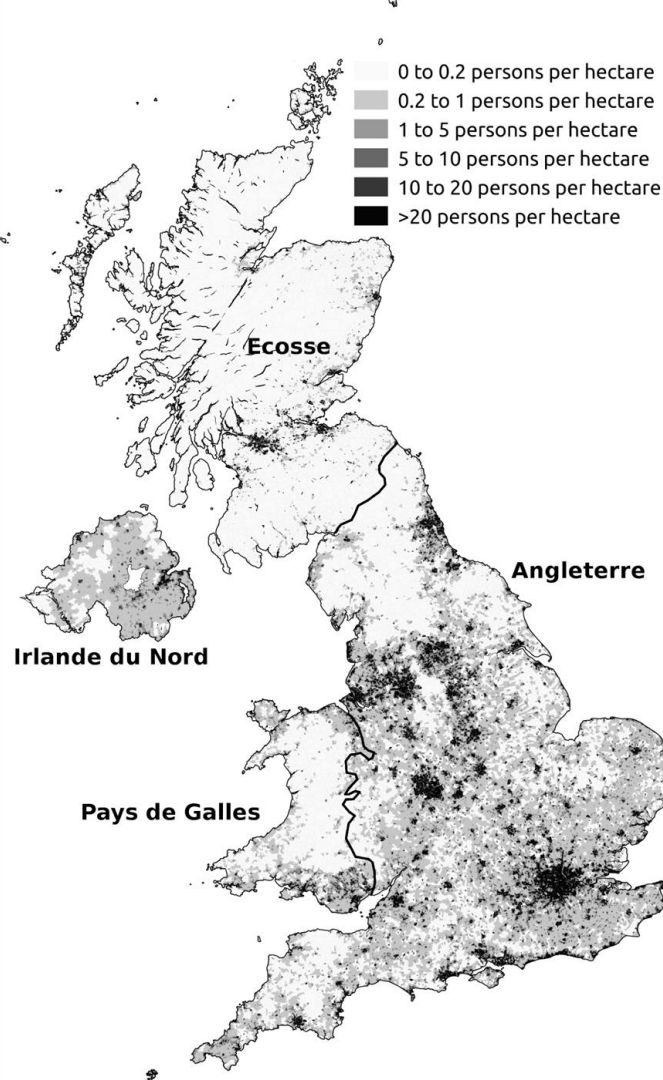 0 to 0.2 persons per hectare
0.2 to 1 persons per hectare
1 to 5 persons per hectare
5 to 10 persons per hectare
10 to 20 persons per hectare
>20 persons per hectare
Ecosse
Angleterre
Irlande du Nord
Pays de Galles